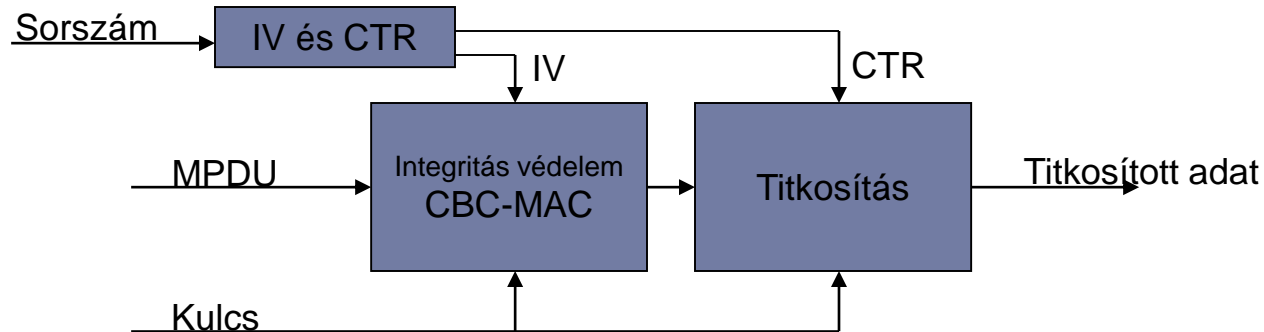 Sorszám
IV és CTR
IV
CTR
MPDU
Integritás védelem
CBC-MAC
Titkosítás
Titkosított adat
Kulcs